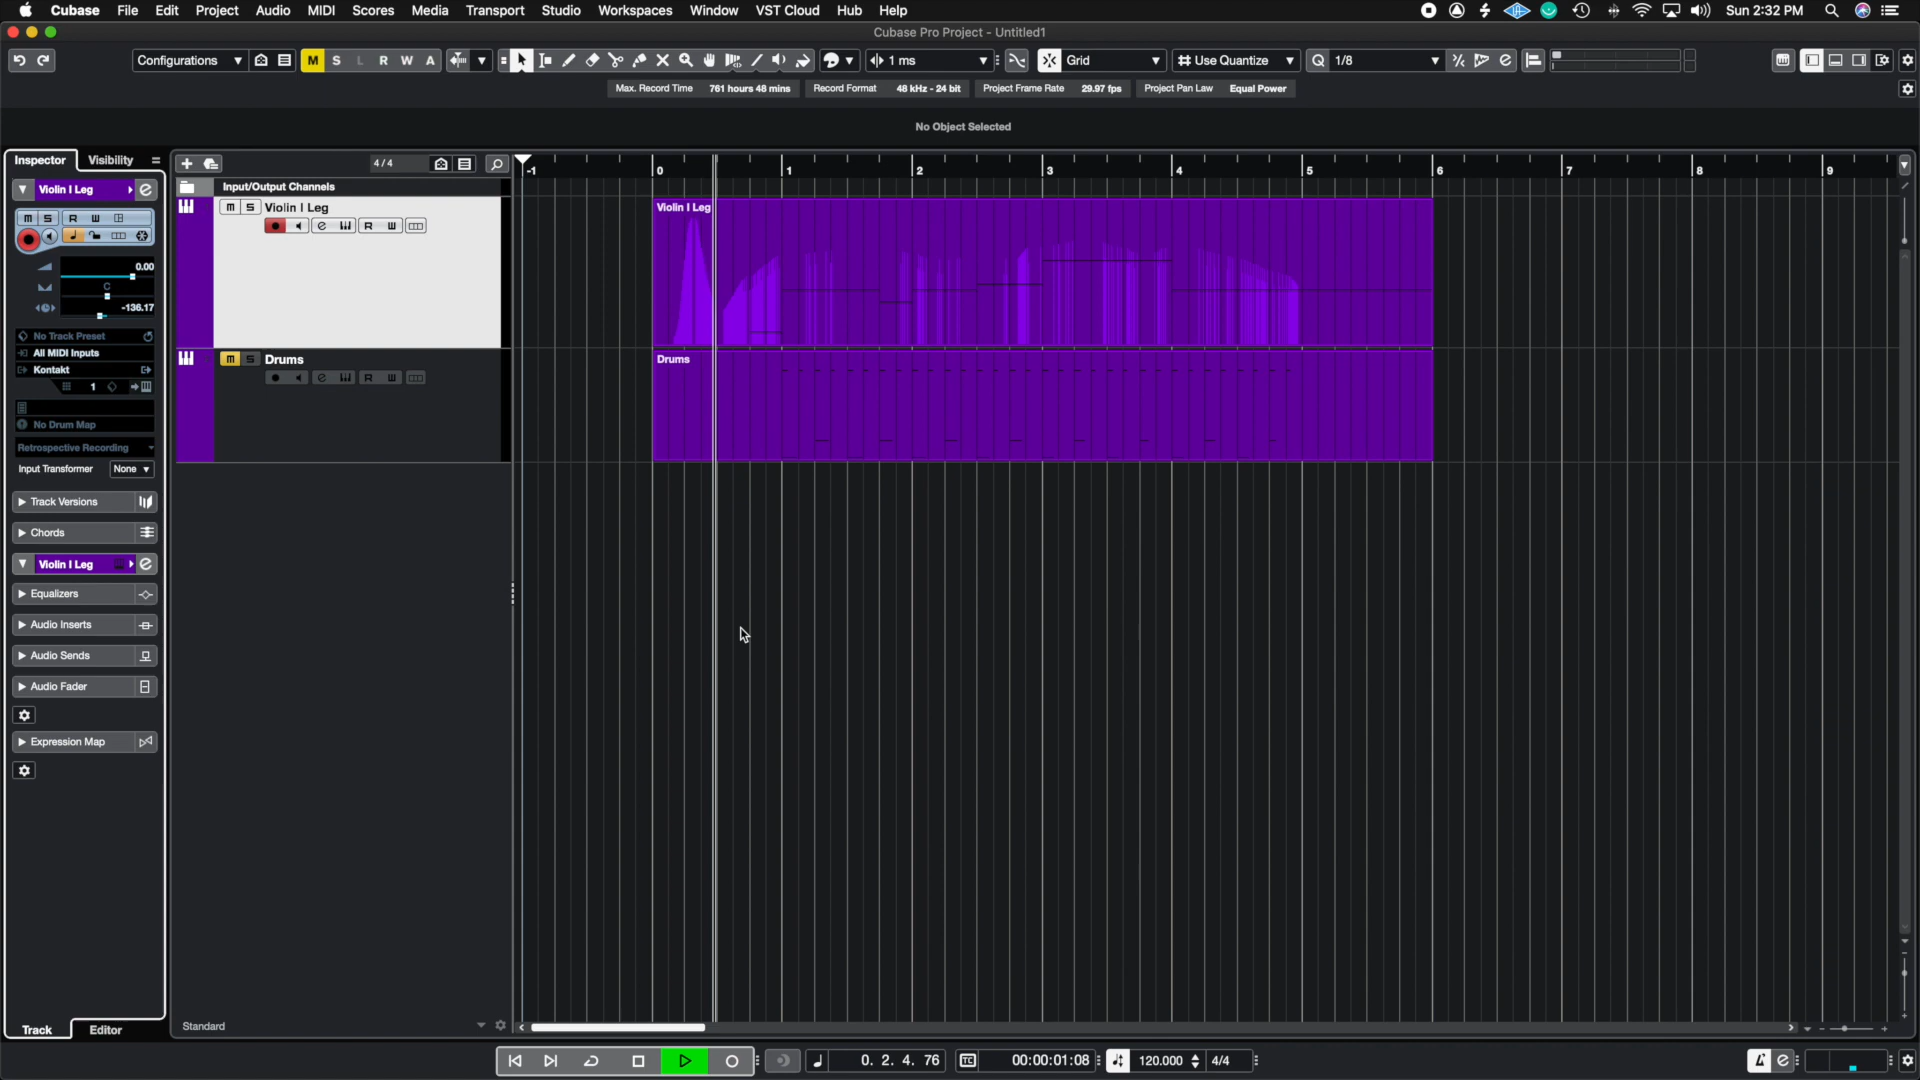 Cubase File Edit Project Audio MIDI Scores Media Transport Studio Workspaces Window VST Cloud Hub Help Sun 2:32 PM
Cubase Pro Project - Untitled1
Configurations M S L R W A 1 ms Grid Use Quantize Q 1/8
Max. Record Time 761 hours 48 mins Record Format 48 kHz - 24 bit Project Frame Rate 29.97 fps Project Pan Law Equal Power
No Object Selected
Inspector Visibility 4/4
-1 0 1 2 3 4 5 6 7 8 9
Input/Output Channels
Violin I Leg
m S Violin I Leg
R W
Violin I Leg
m S R W
0.00
C
-136.17
No Track Preset
All MIDI Inputs
Kontakt
1
No Drum Map
Retrospective Recording
Input Transformer None
m S Drums
R W
Drums
Track Versions
Chords
Violin I Leg
Equalizers
Audio Inserts
Audio Sends
Audio Fader
Expression Map
Track Editor
Standard
0. 2. 4. 76 TC 00:00:01:08 120.000 4/4